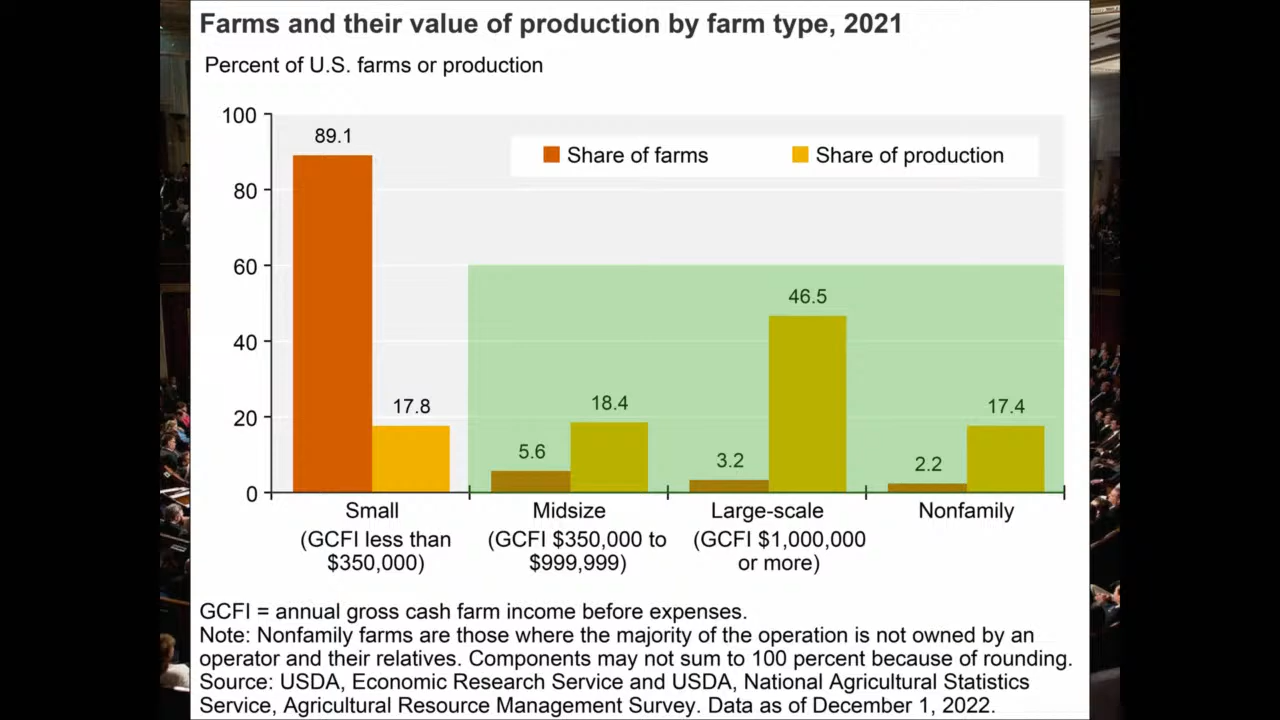 Farms and their value of production by farm type, 2021
Percent of U.S. farms or production
100
89.1
Share of farms
Share of production
80
60
46.5
40
17.8
18.4
17.4
20
5.6
3.2
2.2
0
Small
Midsize
Large-scale
Nonfamily
(GCFI less than
$350,000)
(GCFI $350,000 to
$999,999)
(GCFI $1,000,000
or more)
GCFI = annual gross cash farm income before expenses.
Note: Nonfamily farms are those where the majority of the operation is not owned by an
operator and their relatives. Components may not sum to 100 percent because of rounding.
Source: USDA, Economic Research Service and USDA, National Agricultural Statistics
Service, Agricultural Resource Management Survey. Data as of December 1, 2022.